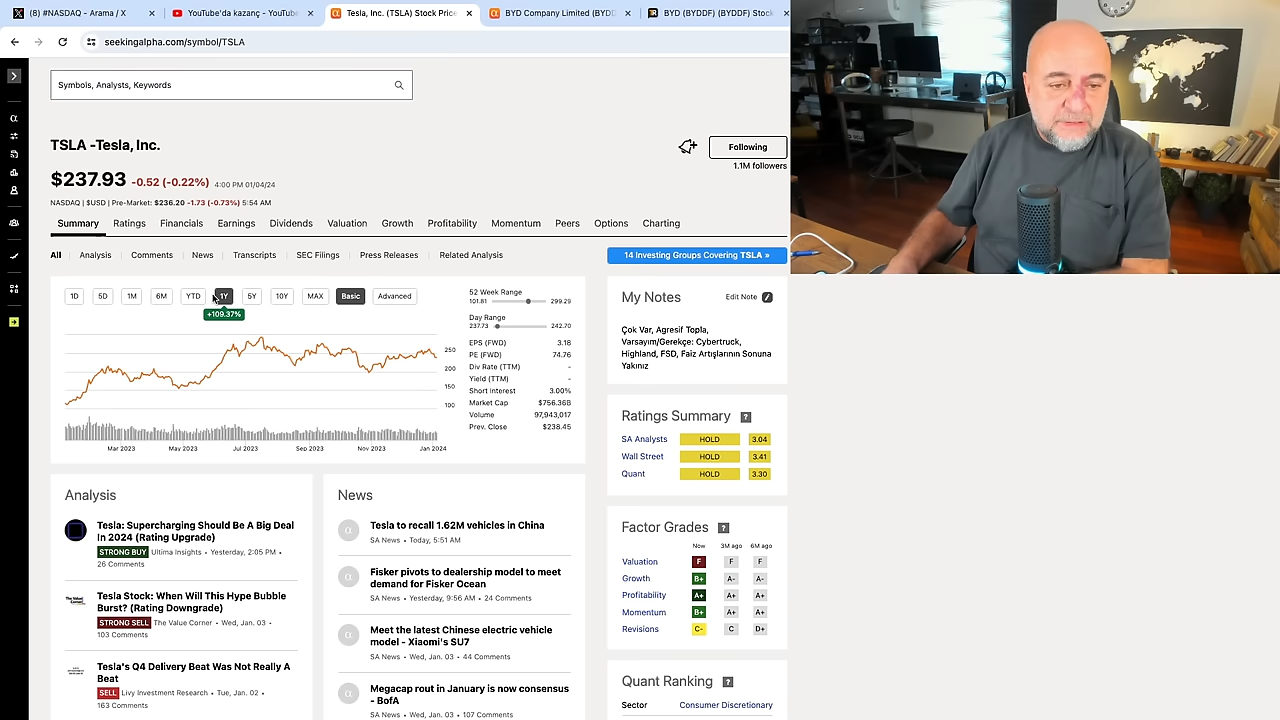 (8) #NASDAQ - Arama / X
YouTube'da kazanç - YouTube
Tesla, Inc. (TSLA) Stock Price
BYD Company Limited (BYD
BYD (BYDDF) (BYDDF) Stock
seekingalpha.com/symbol/TSLA
Symbols, Analysts, Keywords
TSLA -Tesla, Inc.
Following
1.1M followers
$237.93 -0.52 (-0.22%) 4:00 PM 01/04/24
NASDAQ | $USD | Pre-Market: $236.20 -1.73 (-0.73%) 5:54 AM
Summary Ratings Financials Earnings Dividends Valuation Growth Profitability Momentum Peers Options Charting
All Analysis Comments News Transcripts SEC Filings Press Releases Related Analysis
14 Investing Groups Covering TSLA »
1D 5D 1M 6M YTD 1Y 5Y 10Y MAX Basic Advanced
+109.37%
250
200
150
100
Mar 2023 May 2023 Jul 2023 Sep 2023 Nov 2023 Jan 2024
52 Week Range
101.81 299.29
Day Range
237.73 242.70
EPS (FWD) 3.18
PE (FWD) 74.76
Div Rate (TTM) -
Yield (TTM) -
Short Interest 3.00%
Market Cap $756.36B
Volume 97,943,017
Prev. Close $238.45
My Notes Edit Note
Çok Var, Agresif Topla,
Varsayım/Gerekçe: Cybertruck,
Highland, FSD, Faiz Artışlarının Sonuna
Yakınız
Ratings Summary ?
SA Analysts HOLD 3.04
Wall Street HOLD 3.41
Quant HOLD 3.30
Factor Grades ?
Now 3M ago 6M ago
Valuation F F F
Growth B+ A- A-
Profitability A+ A+ A+
Momentum B+ A+ A+
Revisions C- C D+
Quant Ranking ?
Sector Consumer Discretionary
Analysis
Tesla: Supercharging Should Be A Big Deal
In 2024 (Rating Upgrade)
STRONG BUY Ultima Insights • Yesterday, 2:05 PM •
26 Comments
Tesla Stock: When Will This Hype Bubble
Burst? (Rating Downgrade)
STRONG SELL The Value Corner • Wed, Jan. 03 •
103 Comments
Tesla's Q4 Delivery Beat Was Not Really A
Beat
SELL Livy Investment Research • Tue, Jan. 02 •
163 Comments
News
Tesla to recall 1.62M vehicles in China
SA News • Today, 5:51 AM
Fisker pivots to dealership model to meet
demand for Fisker Ocean
SA News • Yesterday, 9:56 AM • 24 Comments
Meet the latest Chinese electric vehicle
model - Xiaomi's SU7
SA News • Wed, Jan. 03 • 44 Comments
Megacap rout in January is now consensus
- BofA
SA News • Wed, Jan. 03 • 107 Comments